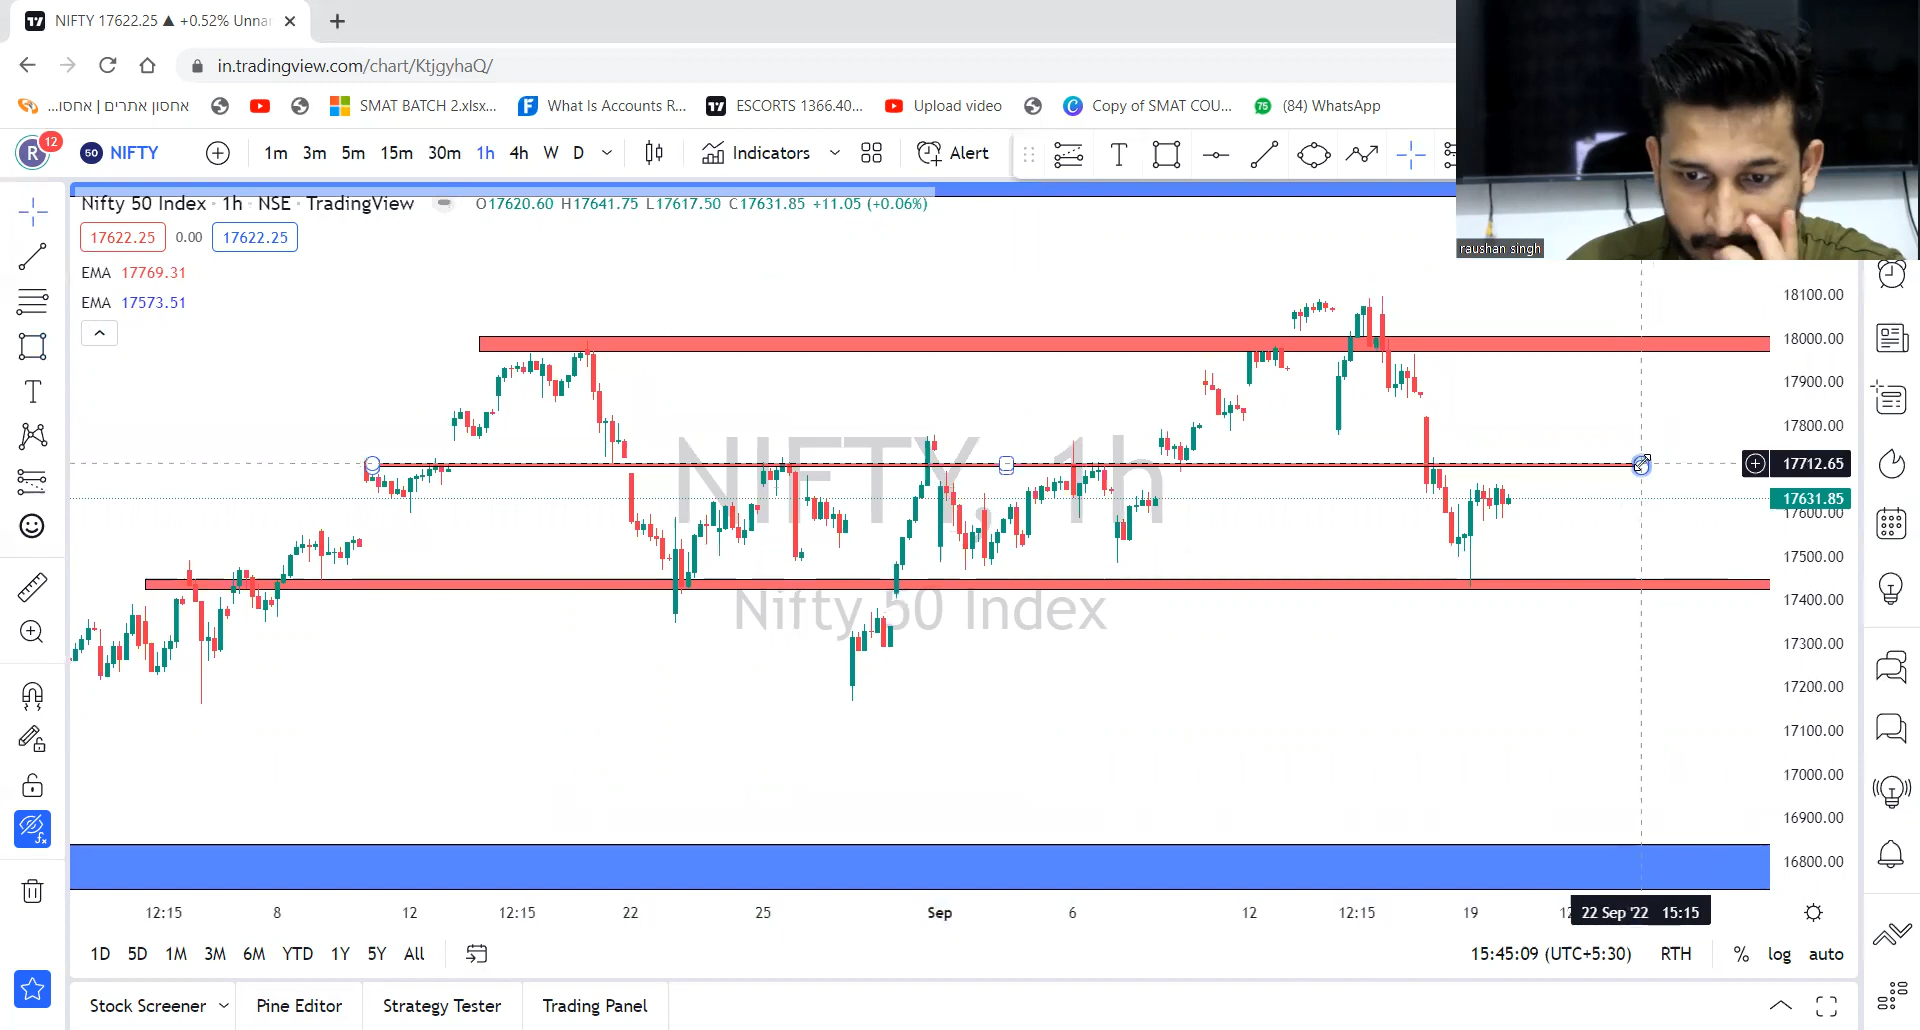 NIFTY 17622.25 ▲ +0.52% Unna
in.tradingview.com/chart/KtjgyhaQ/
אחסון אתרים | אחסו...
SMAT BATCH 2.xlsx...
What Is Accounts R...
ESCORTS 1366.40...
Upload video
Copy of SMAT COU...
75
(84) WhatsApp
R
12
50
NIFTY
1m
3m
5m
15m
30m
1h
4h
W
D
Indicators
Alert
raushan singh
Nifty 50 Index · 1h · NSE · TradingView
O17620.60 H17641.75 L17617.50 C17631.85 +11.05 (+0.06%)
17622.25
0.00
17622.25
EMA 17769.31
EMA 17573.51
NIFTY, 1h
Nifty 50 Index
18100.00
18000.00
17900.00
17800.00
17712.65
17631.85
17600.00
17500.00
17400.00
17300.00
17200.00
17100.00
17000.00
16900.00
16800.00
12:15
8
12
12:15
22
25
Sep
6
12
12:15
19
22 Sep '22 15:15
1D
5D
1M
3M
6M
YTD
1Y
5Y
All
15:45:09 (UTC+5:30)
RTH
%
log
auto
Stock Screener
Pine Editor
Strategy Tester
Trading Panel